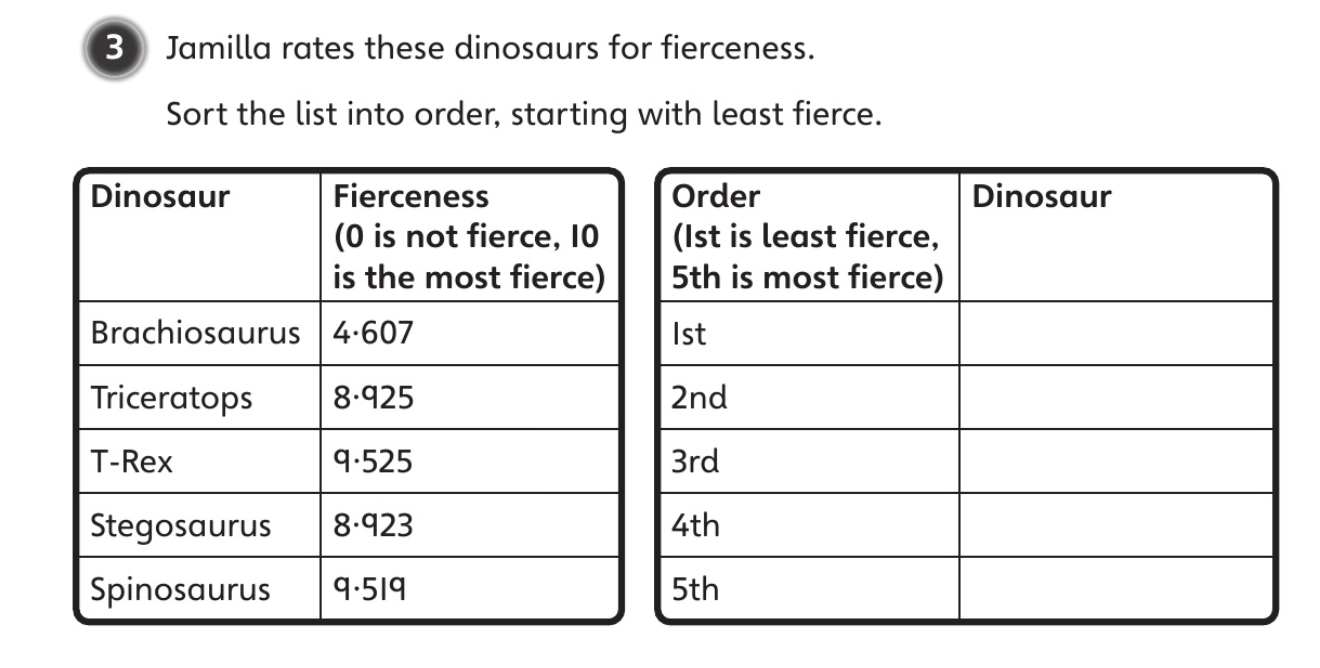 3 Jamilla rates these dinosaurs for fierceness.
Sort the list into order, starting with least fierce.
Dinosaur Fierceness
(0 is not fierce, 10
is the most fierce)
Brachiosaurus 4·607
Triceratops 8·925
T-Rex 9·525
Stegosaurus 8·923
Spinosaurus 9·519
Order Dinosaur
(1st is least fierce,
5th is most fierce)
1st
2nd
3rd
4th
5th